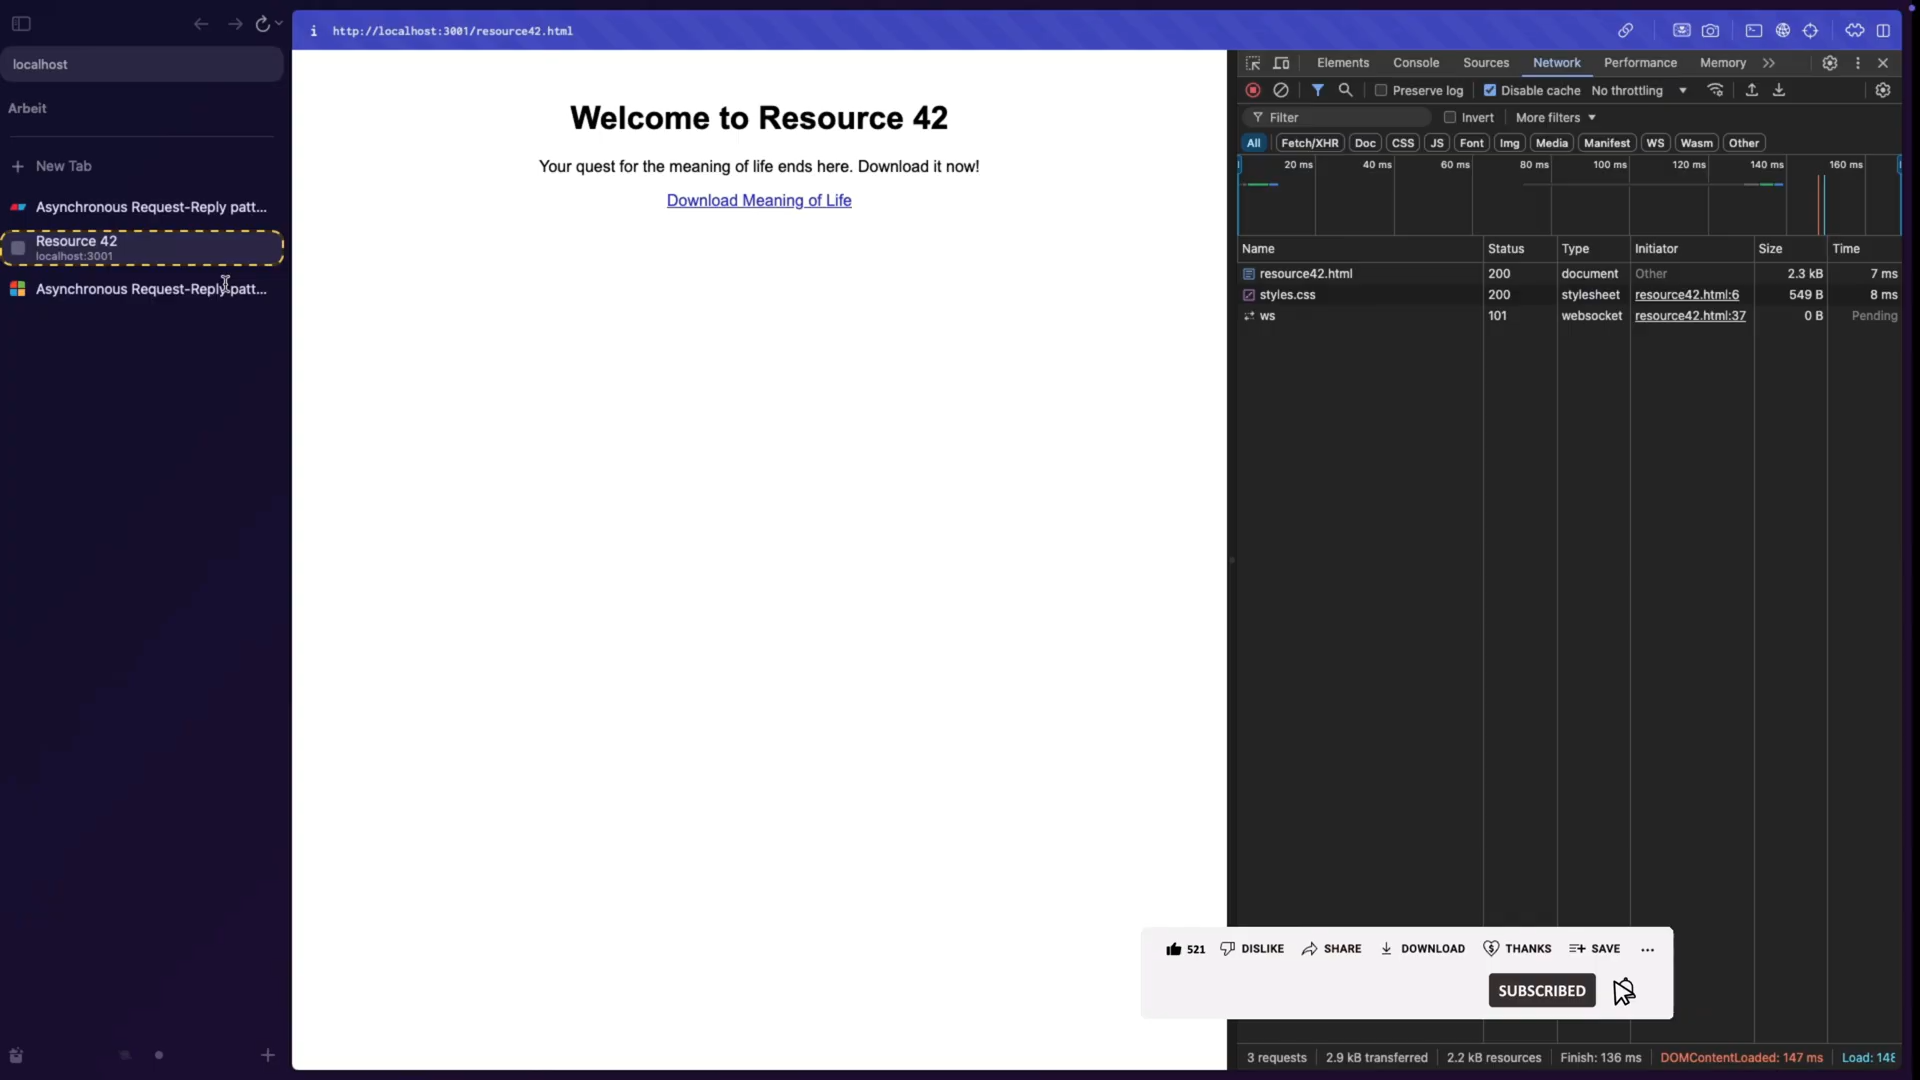 i http://localhost:3001/resource42.html
localhost
Arbeit
New Tab
Asynchronous Request-Reply patt...
Resource 42
localhost:3001
Asynchronous Request-Reply patt...
Welcome to Resource 42
Your quest for the meaning of life ends here. Download it now!
Download Meaning of Life
Elements Console Sources Network Performance Memory
Preserve log Disable cache No throttling
Filter Invert More filters
All Fetch/XHR Doc CSS JS Font Img Media Manifest WS Wasm Other
20 ms 40 ms 60 ms 80 ms 100 ms 120 ms 140 ms 160 ms
Name Status Type Initiator Size Time
resource42.html 200 document Other 2.3 kB 7 ms
styles.css 200 stylesheet resource42.html:6 549 B 8 ms
ws 101 websocket resource42.html:37 0 B Pending
521 DISLIKE SHARE DOWNLOAD THANKS SAVE ...
SUBSCRIBED
3 requests 2.9 kB transferred 2.2 kB resources Finish: 136 ms DOMContentLoaded: 147 ms Load: 148